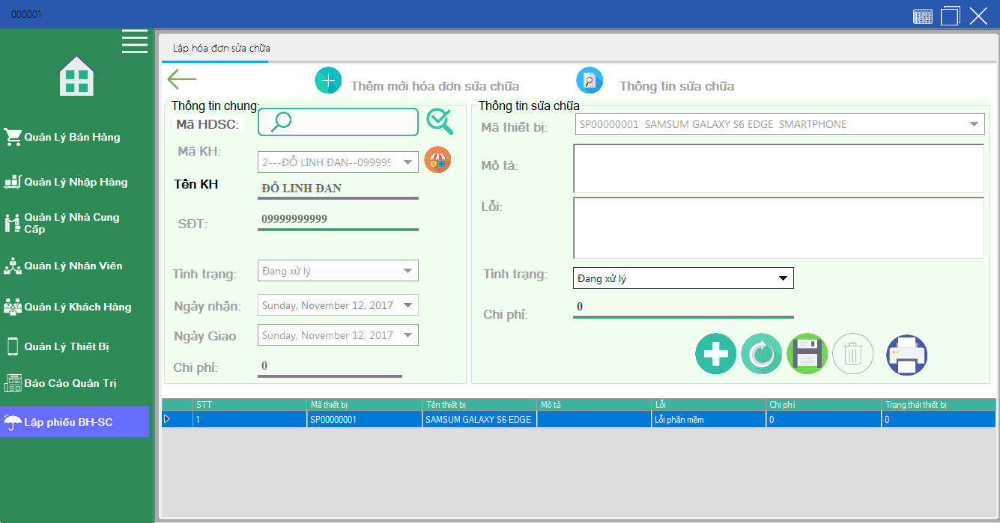 000001
Lập hóa đơn sửa chữa
Thêm mới hóa đơn sửa chữa
Thông tin sửa chữa
Quản Lý Bán Hàng
Quản Lý Nhập Hàng
Quản Lý Nhà Cung
Cấp
Quản Lý Nhân Viên
Quản Lý Khách Hàng
Quản Lý Thiết Bị
Báo Cáo Quản Trị
Lập phiếu BH-SC
Thông tin chung:
Mã HDSC:
Mã KH:
2---ĐỖ LINH ĐAN--099999
Tên KH
ĐỖ LINH ĐAN
SĐT:
09999999999
Tình trạng:
Đang xử lý
Ngày nhận:
Sunday, November 12, 2017
Ngày Giao
Sunday, November 12, 2017
Chi phí:
0
Thông tin sửa chữa
Mã thiết bị:
SP00000001 SAMSUM GALAXY S6 EDGE SMARTPHONE
Mô tả:
Lỗi:
Tình trạng:
Đang xử lý
Chi phí:
0
STT Mã thiết bị Tên thiết bị Mô tả Lỗi Chi phí Trạng thái thiết bị
1 SP00000001 SAMSUM GALAXY S6 EDGE Lỗi phần mềm 0 0